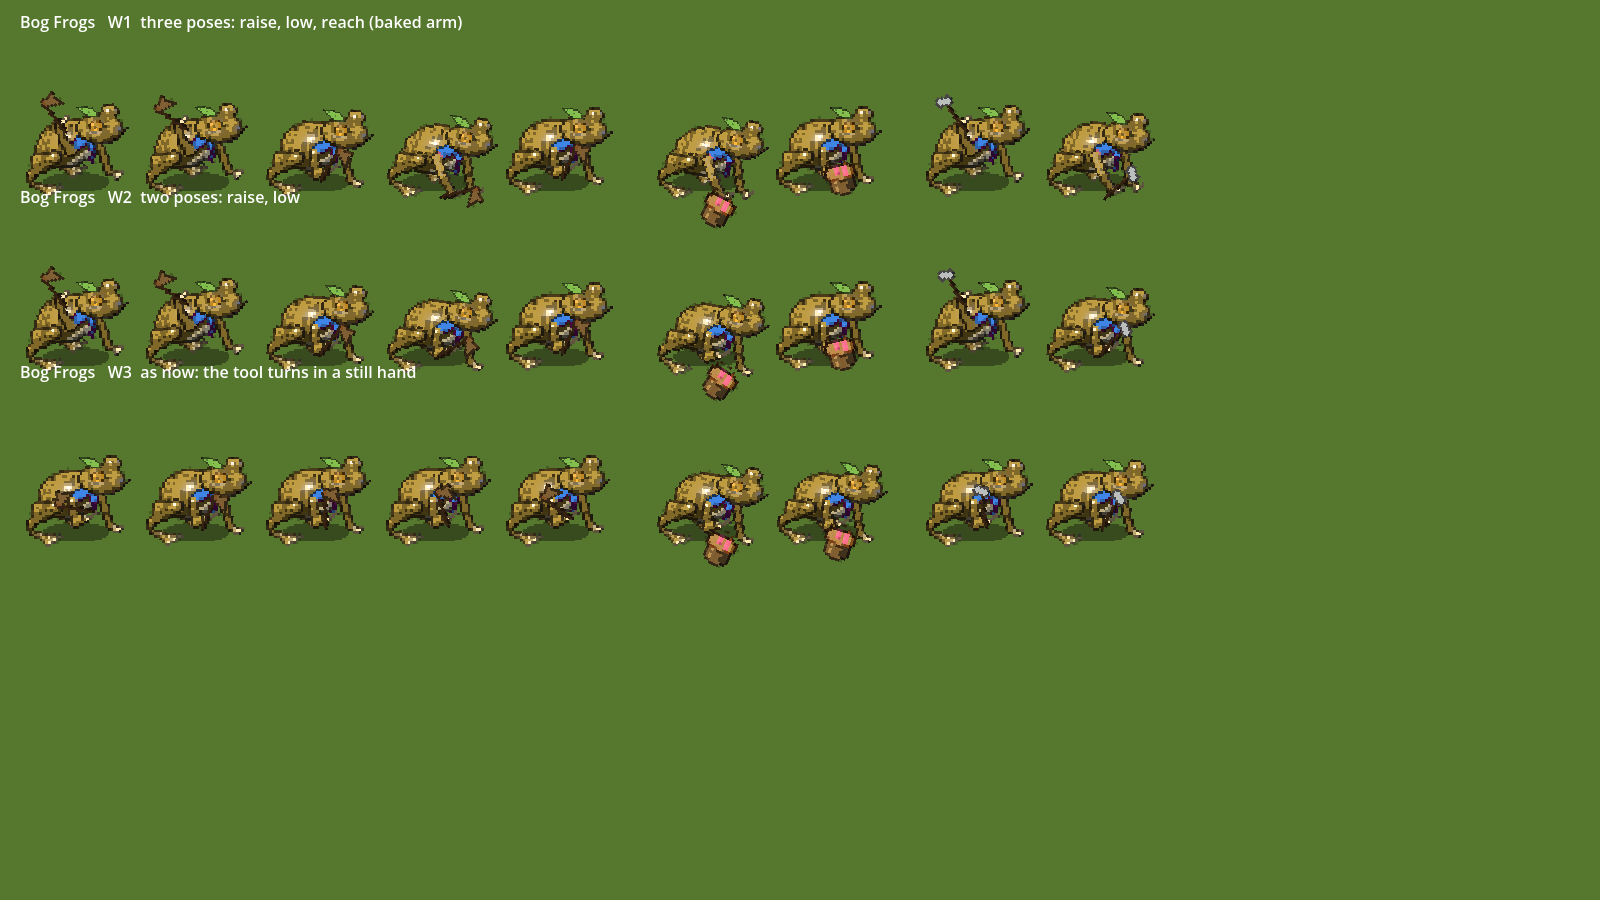 Bog Frogs W1 three poses: raise, low, reach (baked arm)
Bog Frogs W2 two poses: raise, low
Bog Frogs W3 as now: the tool turns in a still hand